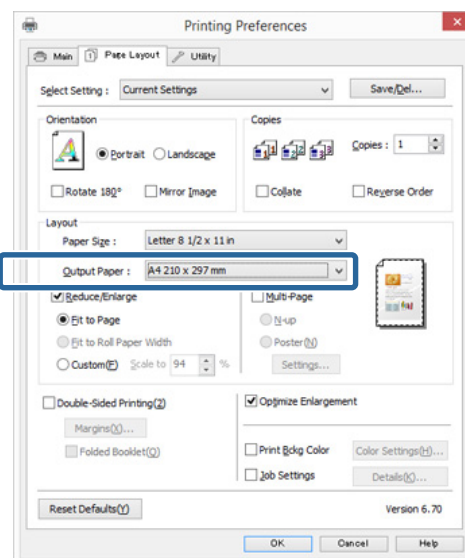 Printing Preferences
Main Page Layout Utility
Select Setting : Current Settings Save/Del...
Orientation Copies
Portrait Landscape Copies : 1
Rotate 180° Mirror Image Collate Reverse Order
Layout
Paper Size : Letter 8 1/2 x 11 in
Output Paper : A4 210 x 297 mm
Reduce/Enlarge Multi-Page
Fit to Page N-up
Fit to Roll Paper Width Poster(N)
Custom(F) Scale to 94 % Settings...
Double-Sided Printing(2) Optimize Enlargement
Margins(X)...
Folded Booklet(O) Print Bckg Color Color Settings(H)...
Job Settings Details(K)...
Reset Defaults(Y) Version 6.70
OK Cancel Help